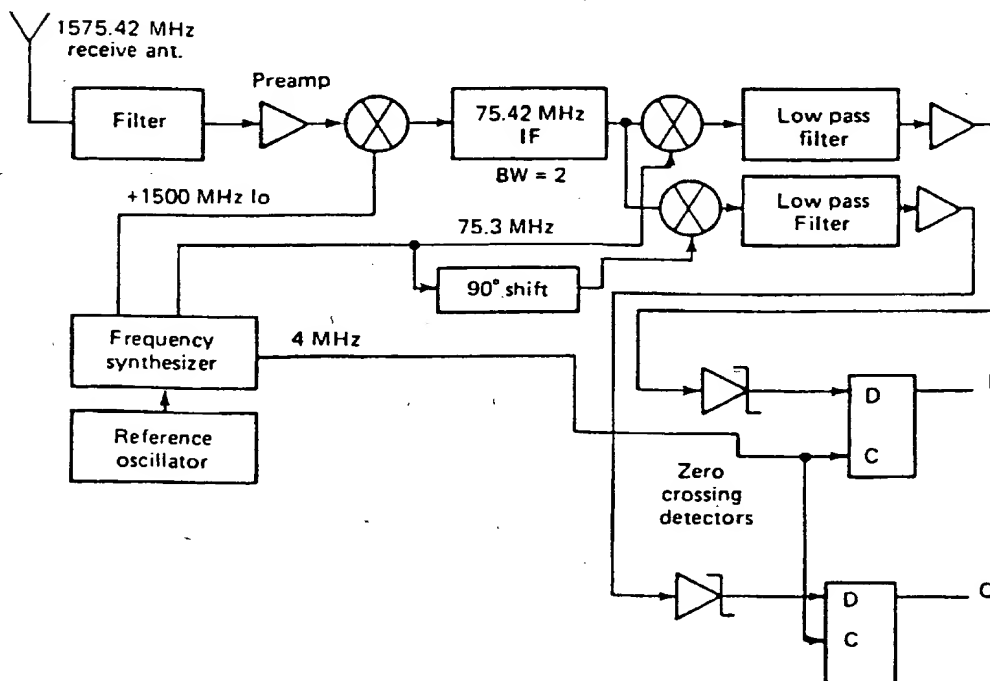 1575.42 MHz
receive ant.
Preamp
Filter
75.42 MHz
IF
BW = 2
Low pass
filter
Low pass
Filter
+1500 MHz lo
75.3 MHz
90° shift
Frequency
synthesizer
4 MHz
Reference
oscillator
D
C
Zero
crossing
detectors
D
C